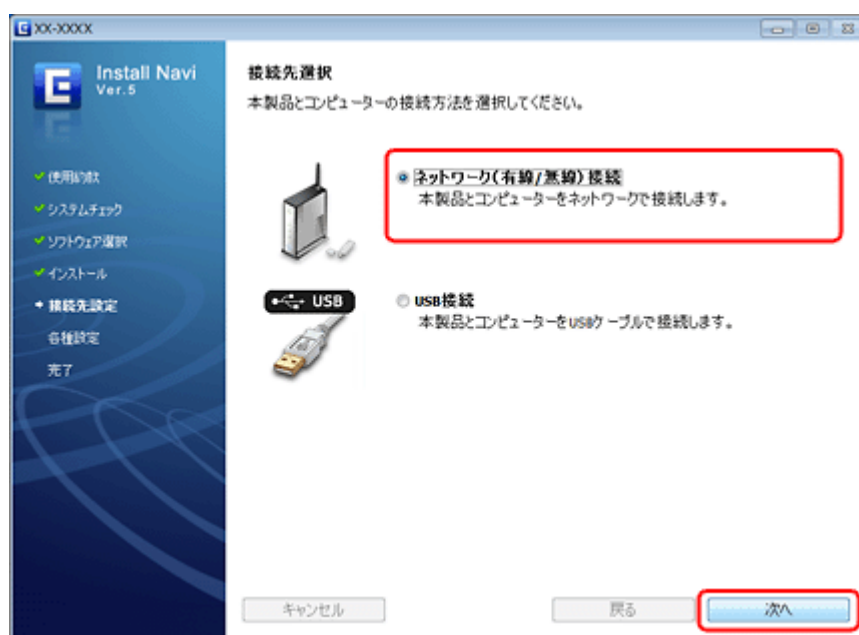 XX-XXXX
Install Navi
Ver.5
使用約款
システムチェック
ソフトウェア選択
インストール
接続先設定
各種設定
完了
接続先選択
本製品とコンピューターの接続方法を選択してください。
ネットワーク(有線/無線)接続
本製品とコンピューターをネットワークで接続します。
USB
USB接続
本製品とコンピューターをUSBケーブルで接続します。
キャンセル
戻る
次へ